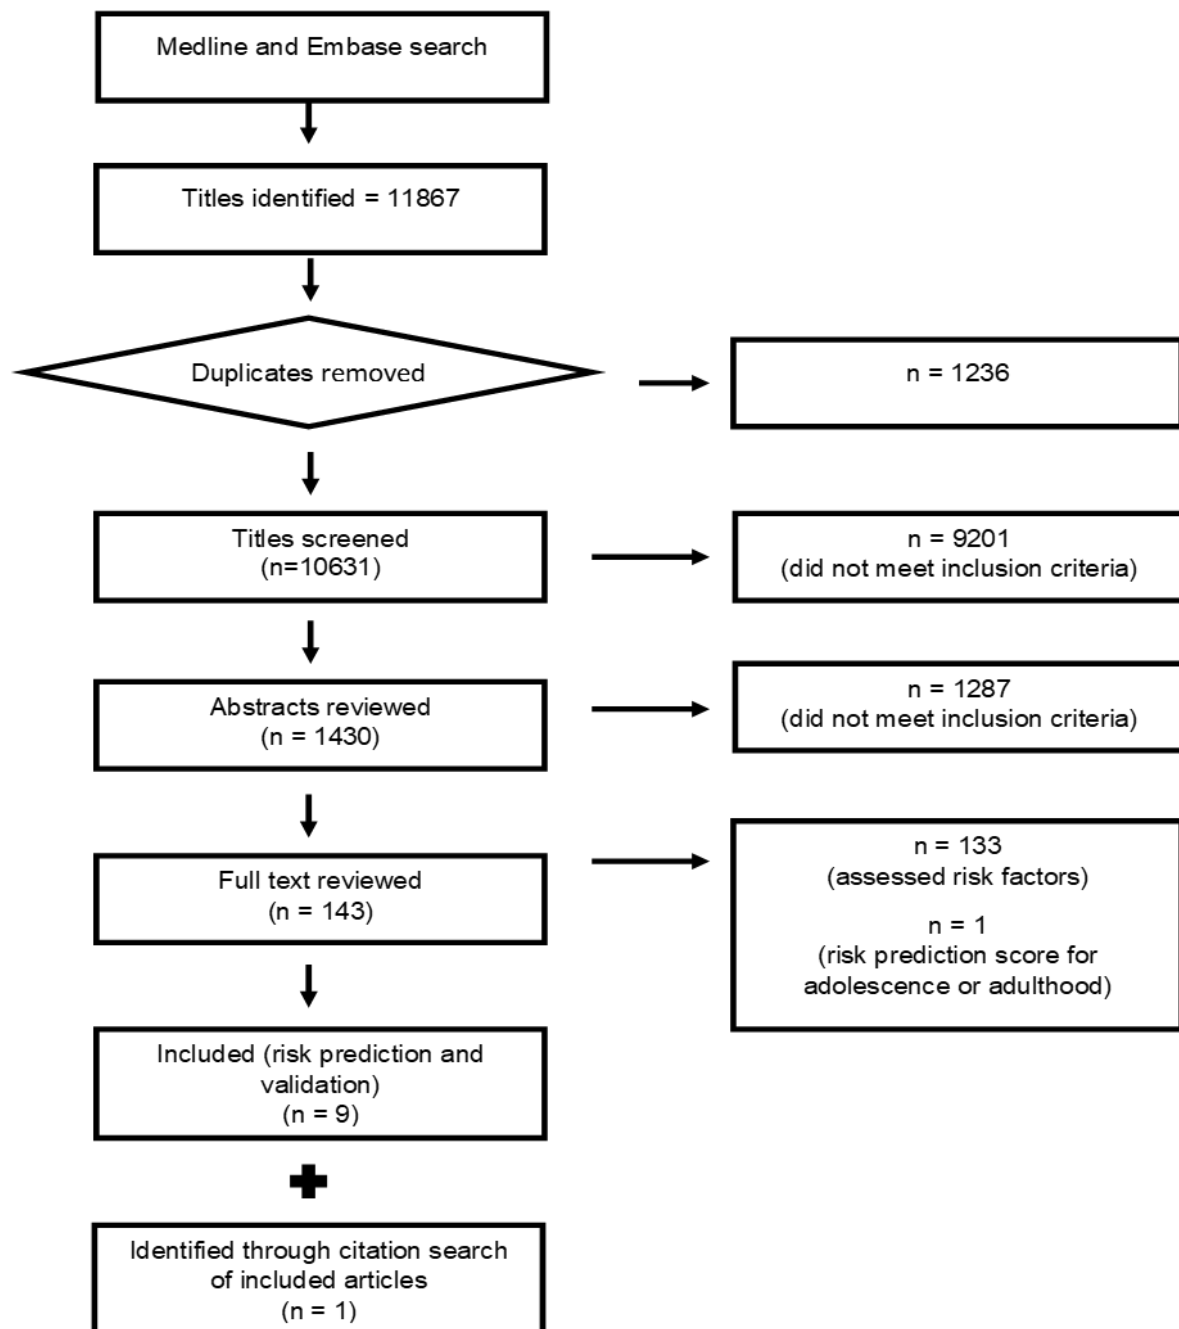 Medline and Embase search
Titles identified = 11867
Duplicates removed
n = 1236
Titles screened
(n=10631)
n = 9201
(did not meet inclusion criteria)
Abstracts reviewed
(n = 1430)
n = 1287
(did not meet inclusion criteria)
Full text reviewed
(n = 143)
n = 133
(assessed risk factors)
n = 1
(risk prediction score for
adolescence or adulthood)
Included (risk prediction and
validation)
(n = 9)
Identified through citation search
of included articles
(n = 1)